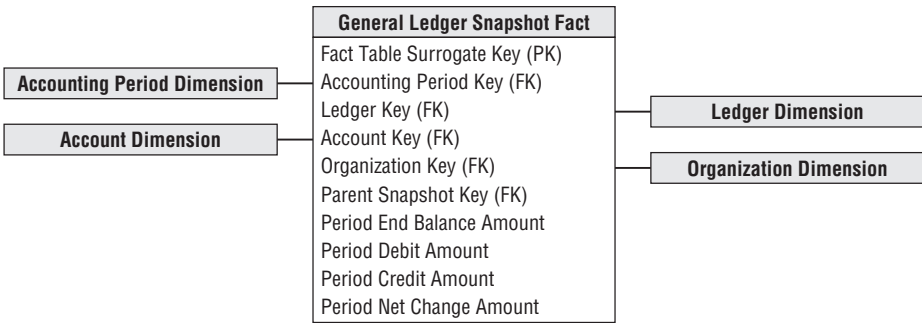 General Ledger Snapshot Fact
Fact Table Surrogate Key (PK)
Accounting Period Dimension
Accounting Period Key (FK)
Ledger Key (FK)
Ledger Dimension
Account Dimension
Account Key (FK)
Organization Key (FK)
Organization Dimension
Parent Snapshot Key (FK)
Period End Balance Amount
Period Debit Amount
Period Credit Amount
Period Net Change Amount